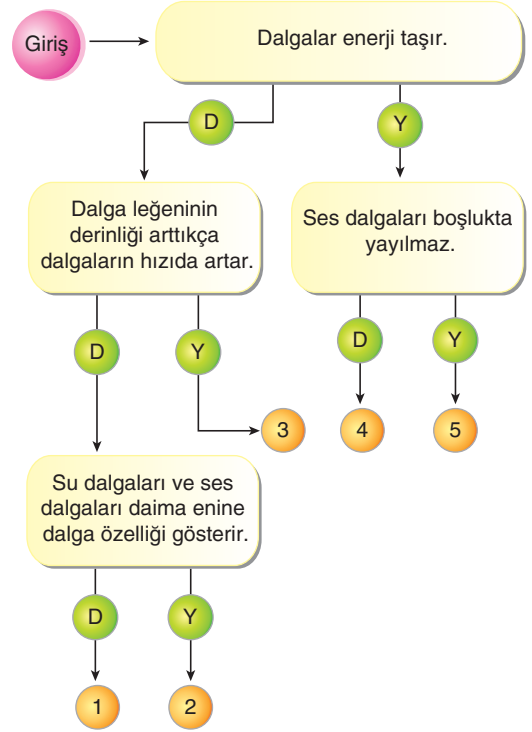 Giriş
Dalgalar enerji taşır.
D
Y
Dalga leğeninin
derinliği arttıkça
dalgaların hızıda artar.
Ses dalgaları boşlukta
yayılmaz.
D
Y
D
Y
3
4
5
Su dalgaları ve ses
dalgaları daima enine
dalga özelliği gösterir.
D
Y
1
2